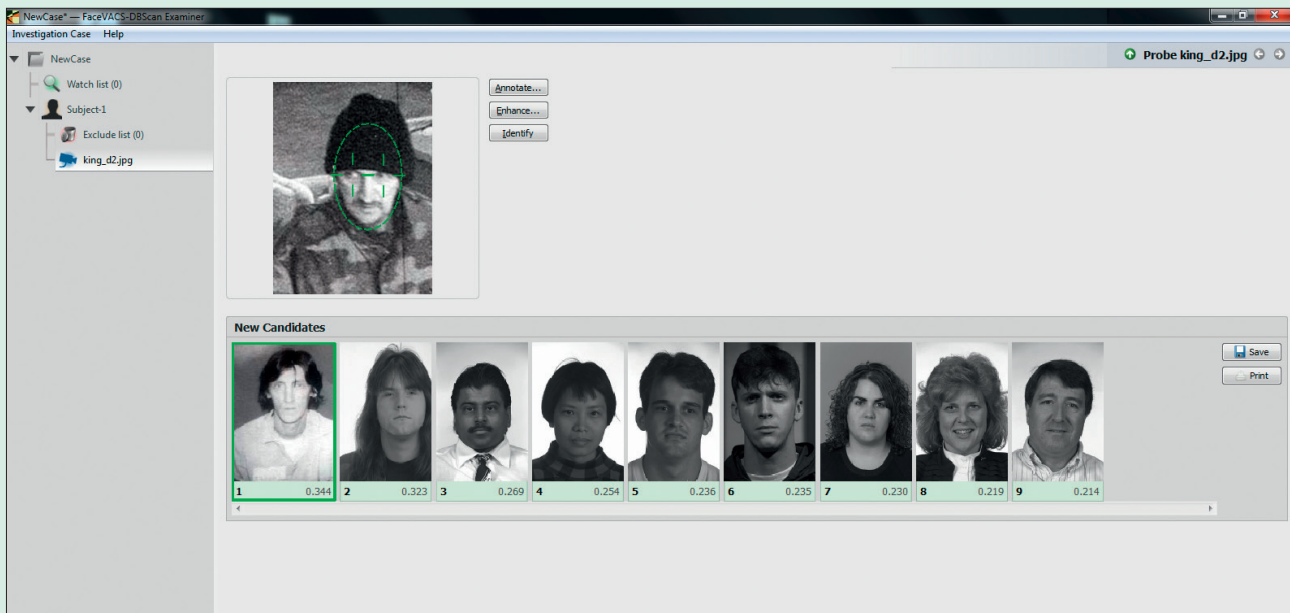 NewCase* — FaceVACS-DBScan Examiner
Investigation Case Help
NewCase
Watch list (0)
Subject-1
Exclude list (0)
king_d2.jpg
Probe king_d2.jpg
Annotate...
Enhance...
Identify
New Candidates
1 0.344 2 0.323 3 0.269 4 0.254 5 0.236 6 0.235 7 0.230 8 0.219 9 0.214
Save
Print